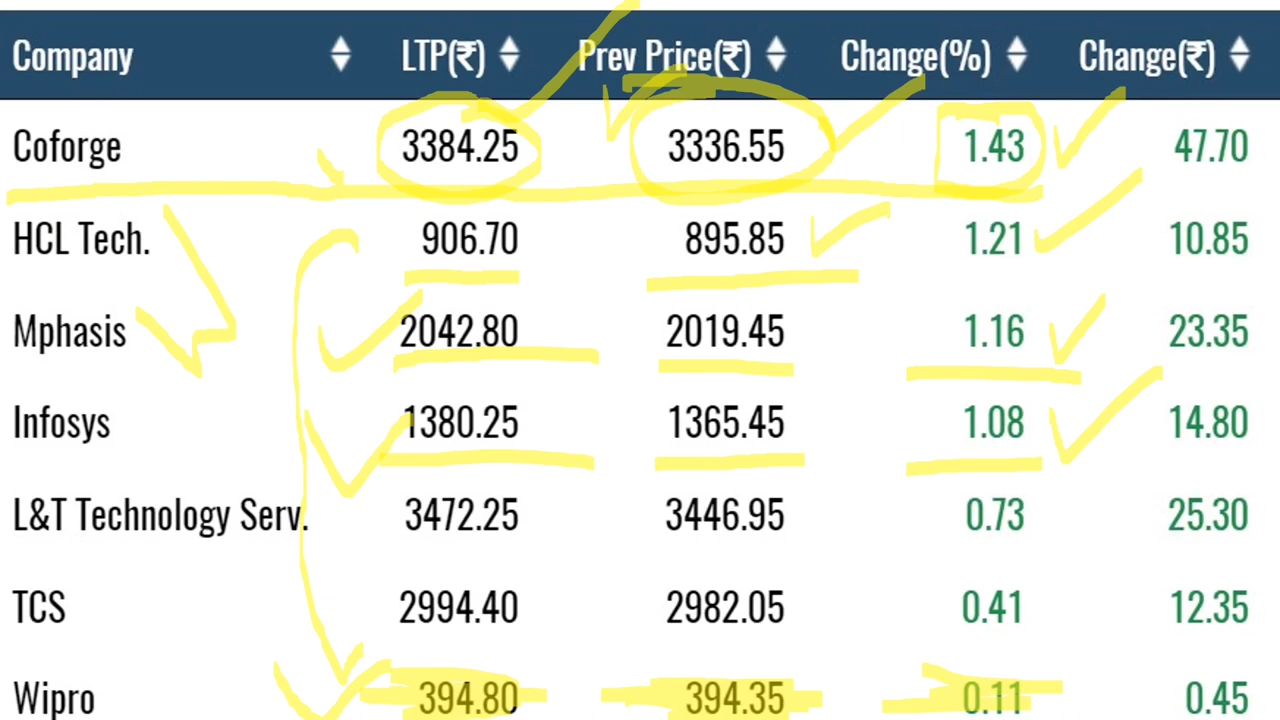 Company LTP(₹) Prev Price(₹) Change(%) Change(₹)
Coforge 3384.25 3336.55 1.43 47.70
HCL Tech. 906.70 895.85 1.21 10.85
Mphasis 2042.80 2019.45 1.16 23.35
Infosys 1380.25 1365.45 1.08 14.80
L&T Technology Serv. 3472.25 3446.95 0.73 25.30
TCS 2994.40 2982.05 0.41 12.35
Wipro 394.80 394.35 0.11 0.45